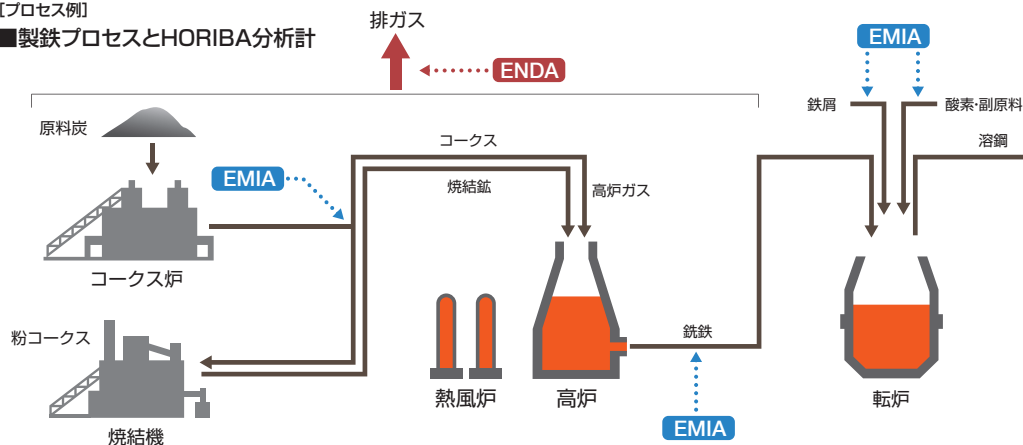 ［プロセス例］
■製鉄プロセスとHORIBA分析計
排ガス
ENDA
EMIA
鉄屑
酸素・副原料
溶鋼
原料炭
コークス
EMIA
焼結鉱
高炉ガス
コークス炉
粉コークス
銑鉄
熱風炉
高炉
転炉
EMIA
焼結機